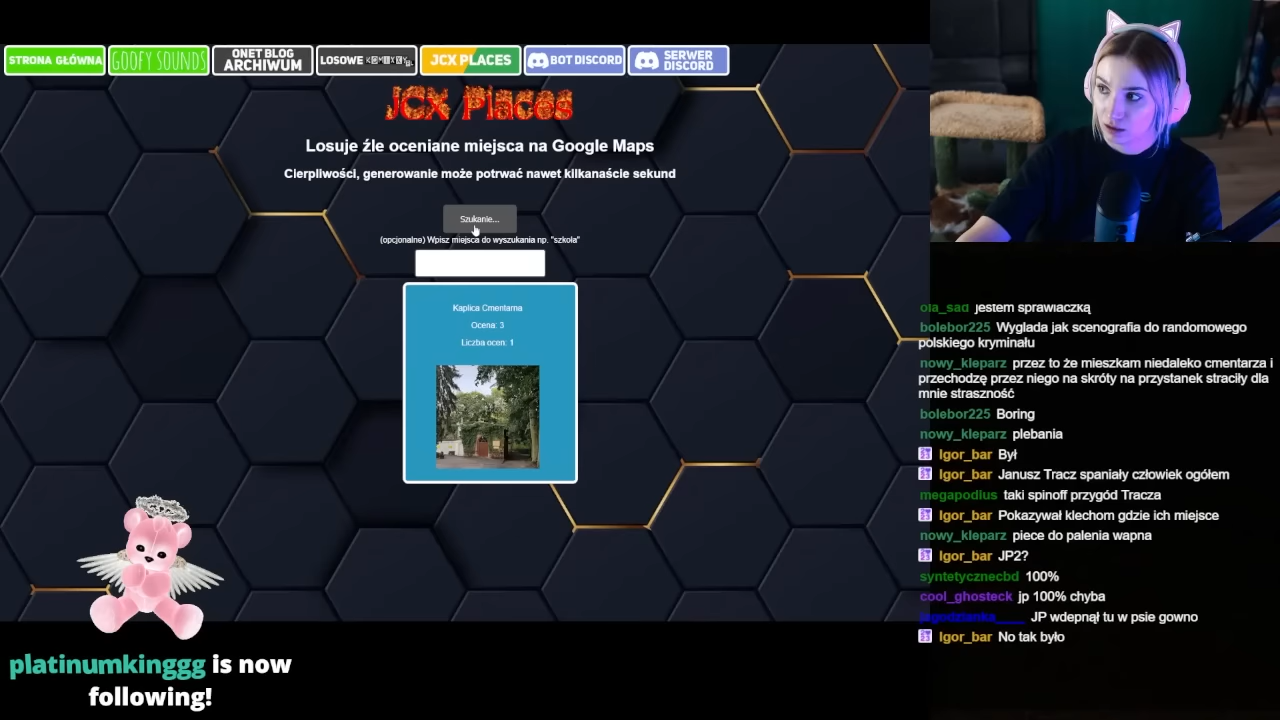 STRONA GŁÓWNA
GOOFY SOUNDS
ONET BLOG
ARCHIWUM
LOSOWE
JCX PLACES
BOT DISCORD
SERWER
DISCORD
JCX Places
Losuje źle oceniane miejsca na Google Maps
Cierpliwości, generowanie może potrwać nawet kilkanaście sekund
Szukanie...
(opcjonalne) Wpisz miejsca do wyszukania np. "szkoła"
Kaplica Cmentarna
Ocena: 3
Liczba ocen: 1
ola_sad jestem sprawiaczką
bolebor225 Wyglada jak scenografia do randomowego
polskiego kryminału
nowy_kleparz przez to że mieszkam niedaleko cmentarza i
przechodzę przez niego na skróty na przystanek straciły dla
mnie straszność
bolebor225 Boring
nowy_kleparz plebania
Igor_bar Był
Igor_bar Janusz Tracz spaniały człowiek ogółem
megapodius taki spinoff przygód Tracza
Igor_bar Pokazywał klechom gdzie ich miejsce
nowy_kleparz piece do palenia wapna
Igor_bar JP2?
syntetycznecbd 100%
cool_ghosteck jp 100% chyba
JP wdepnął tu w psie gowno
Igor_bar No tak było
platinumkinggg is now
following!